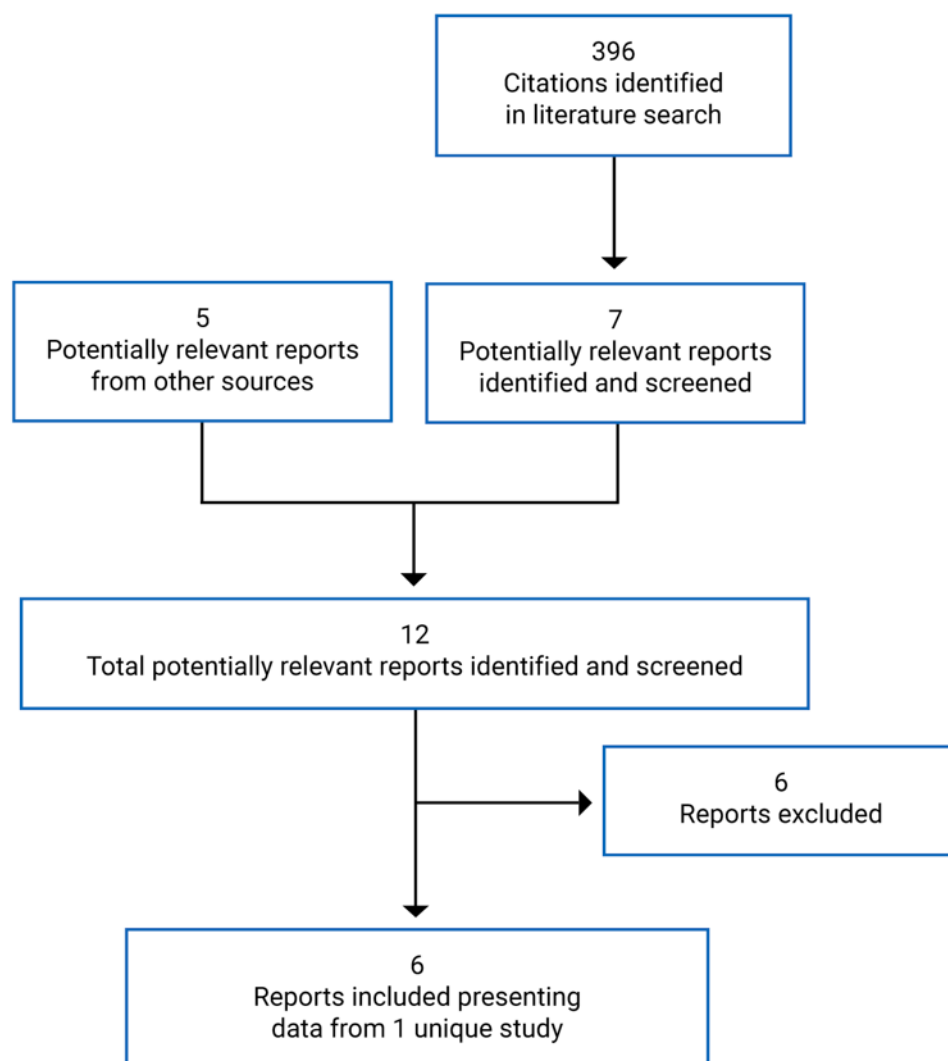 396
Citations identified
in literature search
5
Potentially relevant reports
from other sources
7
Potentially relevant reports
identified and screened
12
Total potentially relevant reports identified and screened
6
Reports excluded
6
Reports included presenting
data from 1 unique study